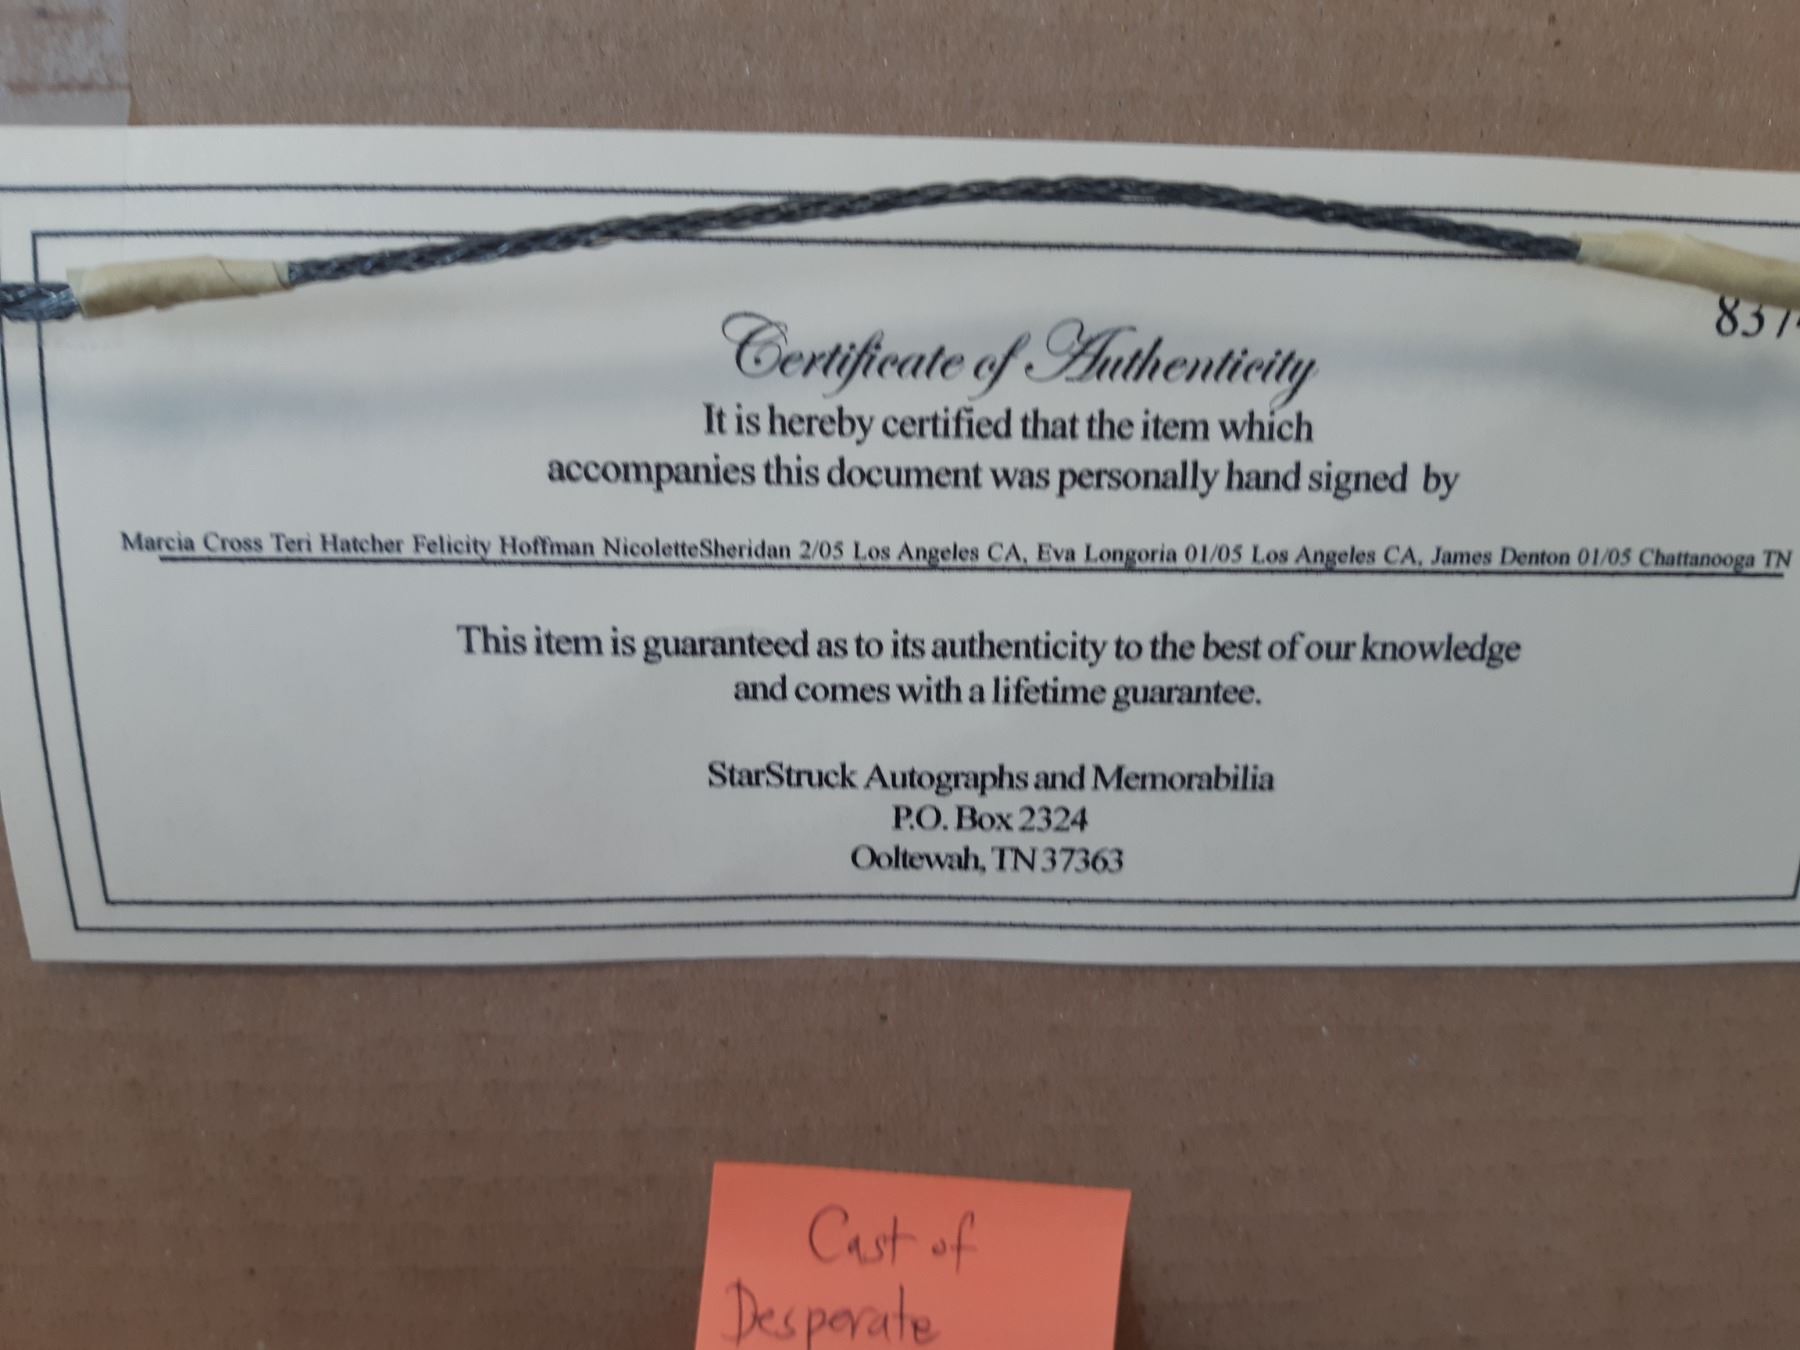 Certificate of Authenticity
It is hereby certified that the item which
accompanies this document was personally hand signed by
Marcia Cross Teri Hatcher Felicity Hoffman NicoletteSheridan 2/05 Los Angeles CA, Eva Longoria 01/05 Los Angeles CA, James Denton 01/05 Chattanooga TN
This item is guaranteed as to its authenticity to the best of our knowledge
and comes with a lifetime guarantee.
StarStruck Autographs and Memorabilia
P.O. Box 2324
Ooltewah, TN 37363
Cast of
Desperate